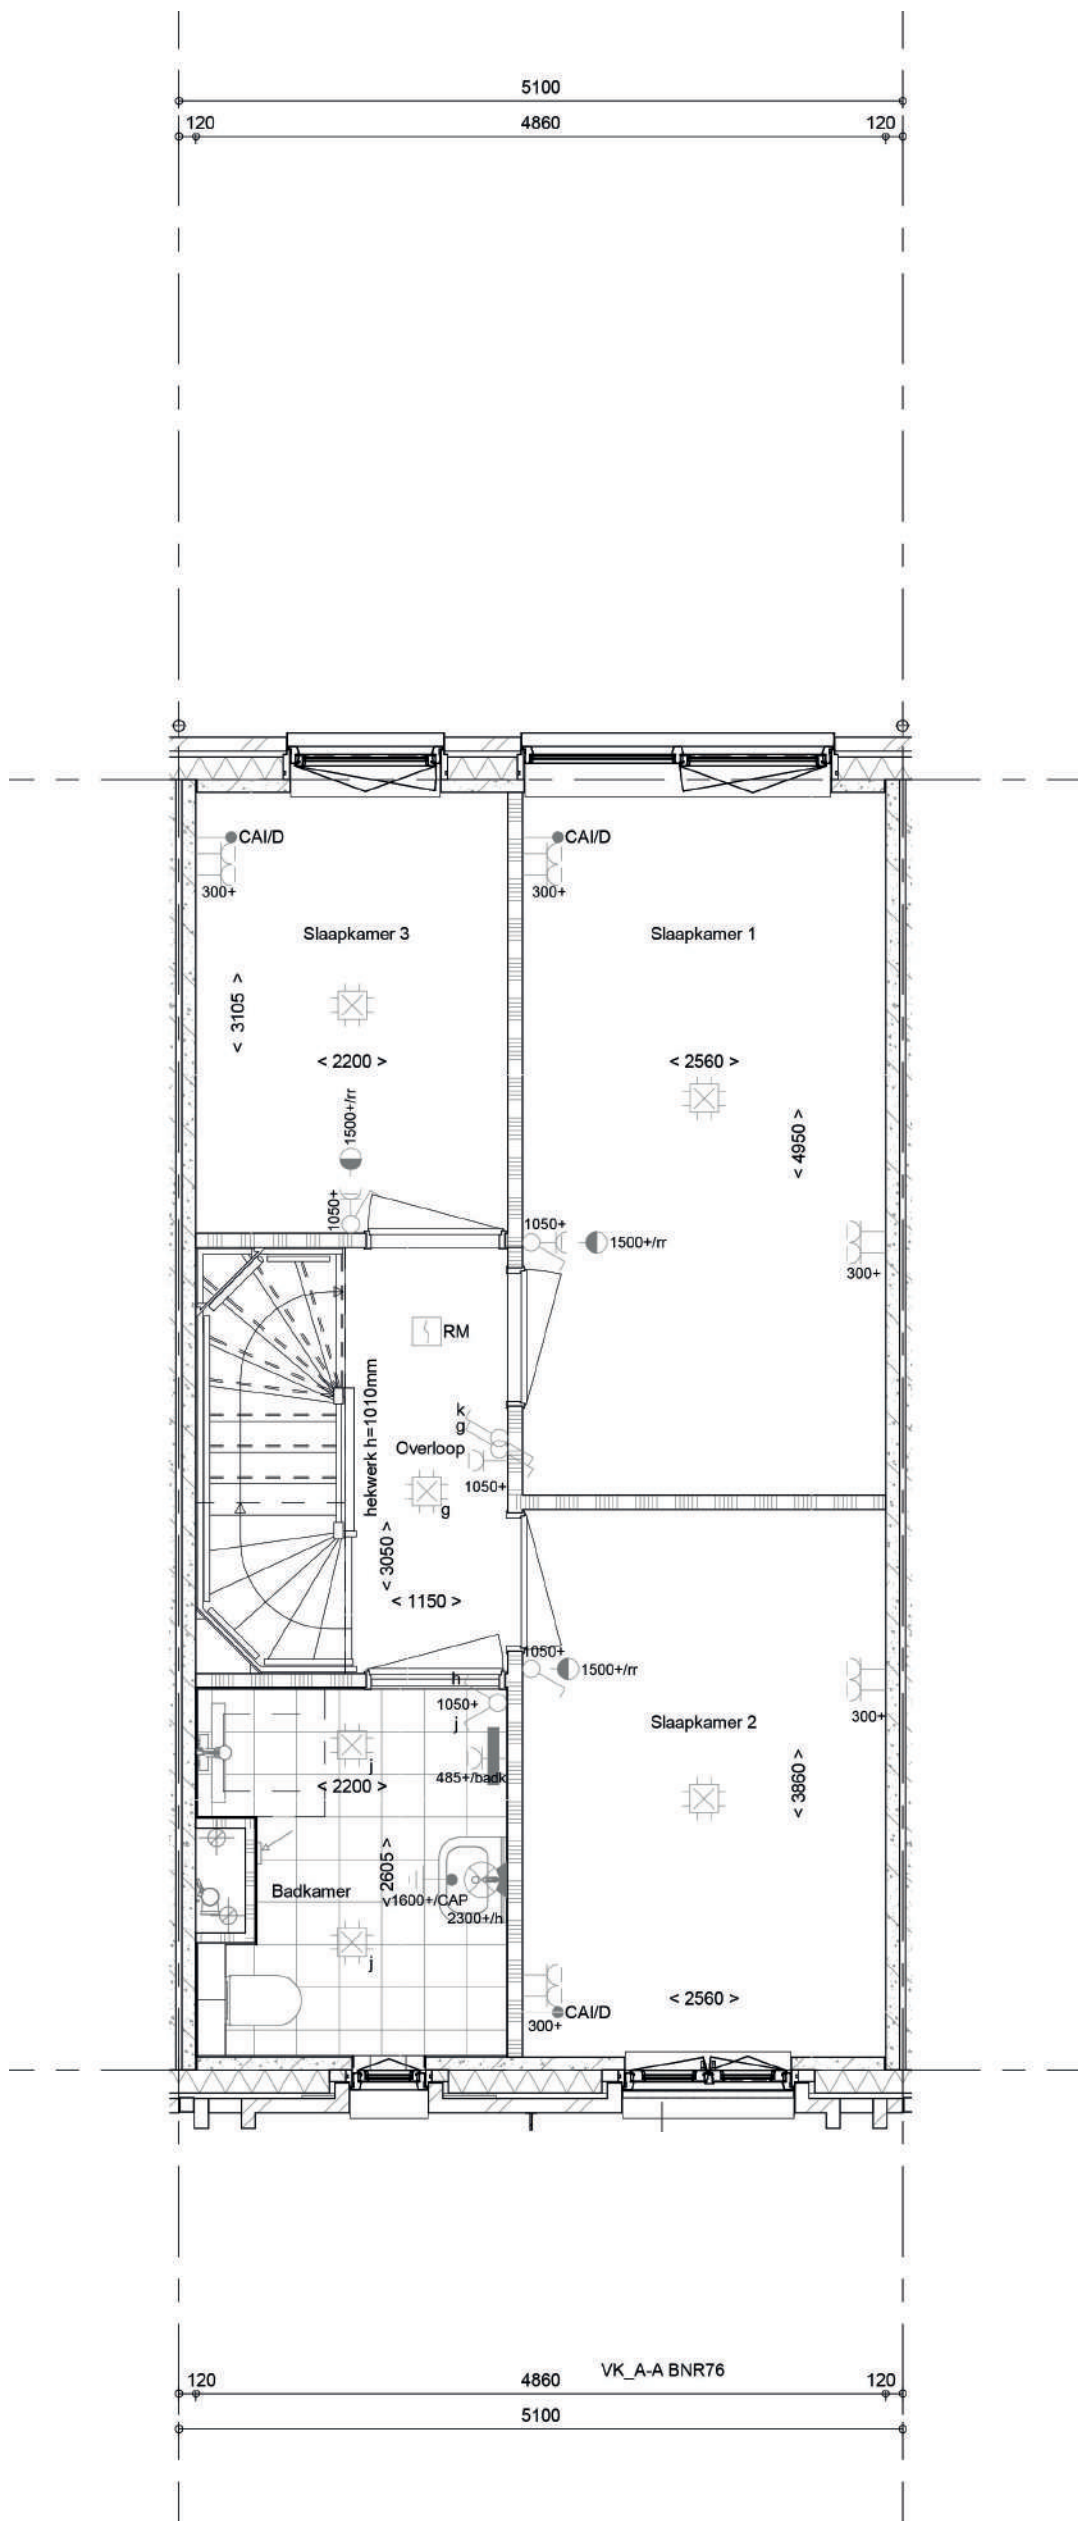 5100
120 4860 120
CAI/D CAI/D
300+ 300+
Slaapkamer 3 Slaapkamer 1
< 3105 >
< 2200 > < 2560 >
1500+/rr
< 4950 >
1050+
1050+
1500+/rr
300+
RM
hekwerk h=1010mm
k
g
Overloop
1050+
g
< 3050 >
< 1150 >
1050+
1500+/rr
h
1050+
j
300+
Slaapkamer 2
j
485+/badk
< 2200 >
< 3860 >
< 2605 >
Badkamer
1600+/CAP
2300+/h
j
< 2560 >
CAI/D
300+
VK_A-A BNR76
120 4860 120
5100